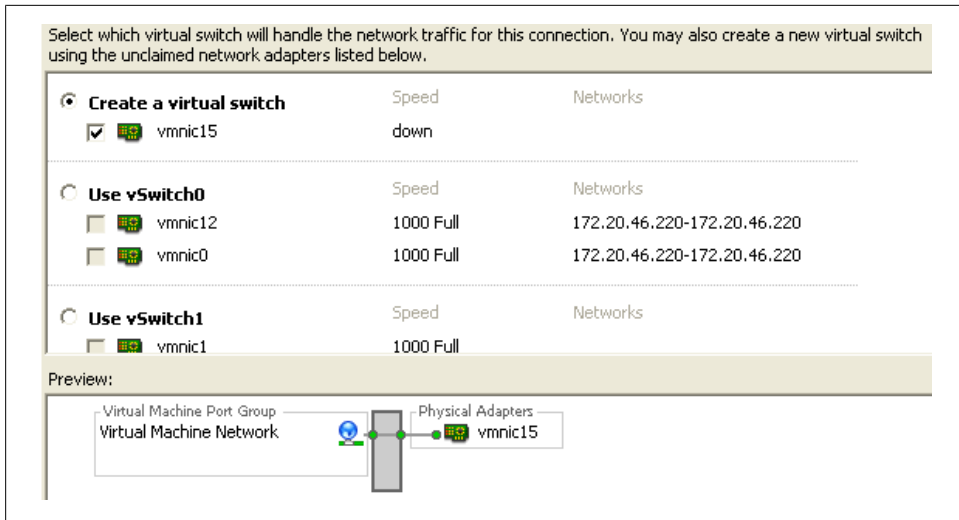 Select which virtual switch will handle the network traffic for this connection. You may also create a new virtual switch
using the unclaimed network adapters listed below.
Create a virtual switch Speed Networks
vmnic15 down
Use vSwitch0 Speed Networks
vmnic12 1000 Full 172.20.46.220-172.20.46.220
vmnic0 1000 Full 172.20.46.220-172.20.46.220
Use vSwitch1 Speed Networks
vmnic1 1000 Full
Preview:
Virtual Machine Port Group Physical Adapters
Virtual Machine Network vmnic15